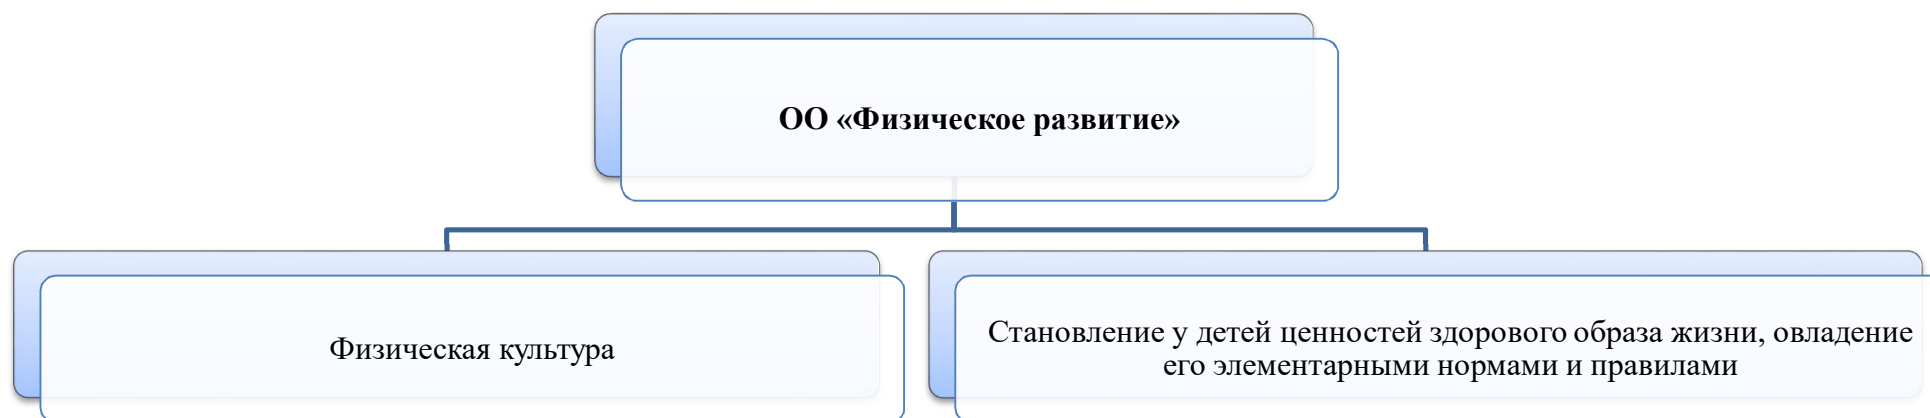 ОО «Физическое развитие»
Физическая культура
Становление у детей ценностей здорового образа жизни, овладение
его элементарными нормами и правилами